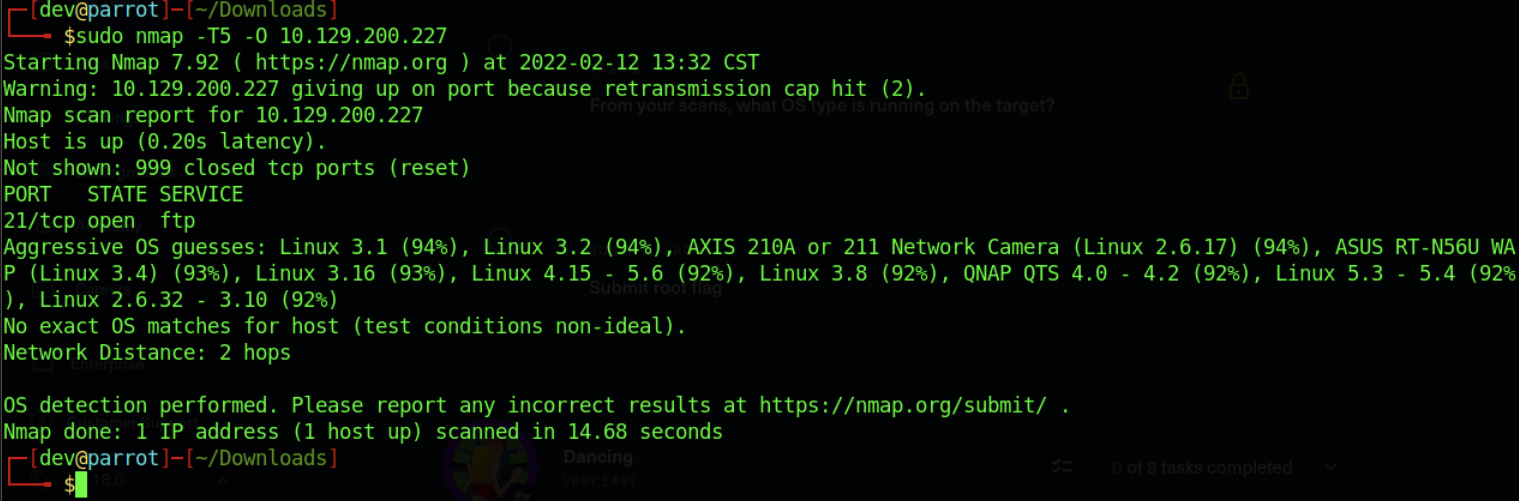 ┌─[dev@parrot]─[~/Downloads]
└──╼ $sudo nmap -T5 -O 10.129.200.227
Starting Nmap 7.92 ( https://nmap.org ) at 2022-02-12 13:32 CST
Warning: 10.129.200.227 giving up on port because retransmission cap hit (2).
From your scans, what OS type is running on the target?
Nmap scan report for 10.129.200.227
Host is up (0.20s latency).
Not shown: 999 closed tcp ports (reset)
PORT   STATE SERVICE
21/tcp open  ftp
Aggressive OS guesses: Linux 3.1 (94%), Linux 3.2 (94%), AXIS 210A or 211 Network Camera (Linux 2.6.17) (94%), ASUS RT-N56U WA
P (Linux 3.4) (93%), Linux 3.16 (93%), Linux 4.15 - 5.6 (92%), Linux 3.8 (92%), QNAP QTS 4.0 - 4.2 (92%), Linux 5.3 - 5.4 (92%
), Linux 2.6.32 - 3.10 (92%)
Submit root flag
No exact OS matches for host (test conditions non-ideal).
Network Distance: 2 hops
Enterprise
OS detection performed. Please report any incorrect results at https://nmap.org/submit/ .
Nmap done: 1 IP address (1 host up) scanned in 14.68 seconds
┌─[dev@parrot]─[~/Downloads]
Dancing
0 of 9 tasks completed
VERY EASY
└──╼ $